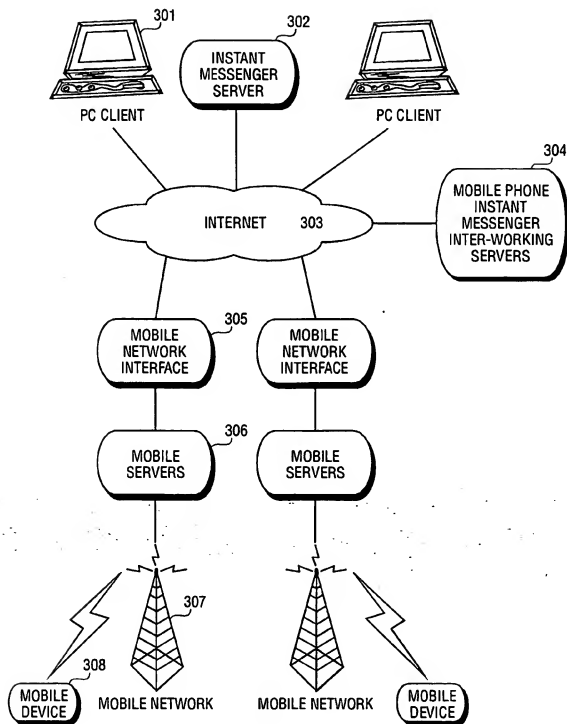 301
302
INSTANT
MESSENGER
SERVER
PC CLIENT
PC CLIENT
304
MOBILE PHONE
INSTANT
MESSENGER
INTER-WORKING
SERVERS
INTERNET 303
305
MOBILE
NETWORK
INTERFACE
MOBILE
NETWORK
INTERFACE
306
MOBILE
SERVERS
MOBILE
SERVERS
307
308
MOBILE
DEVICE
MOBILE NETWORK
MOBILE NETWORK
MOBILE
DEVICE